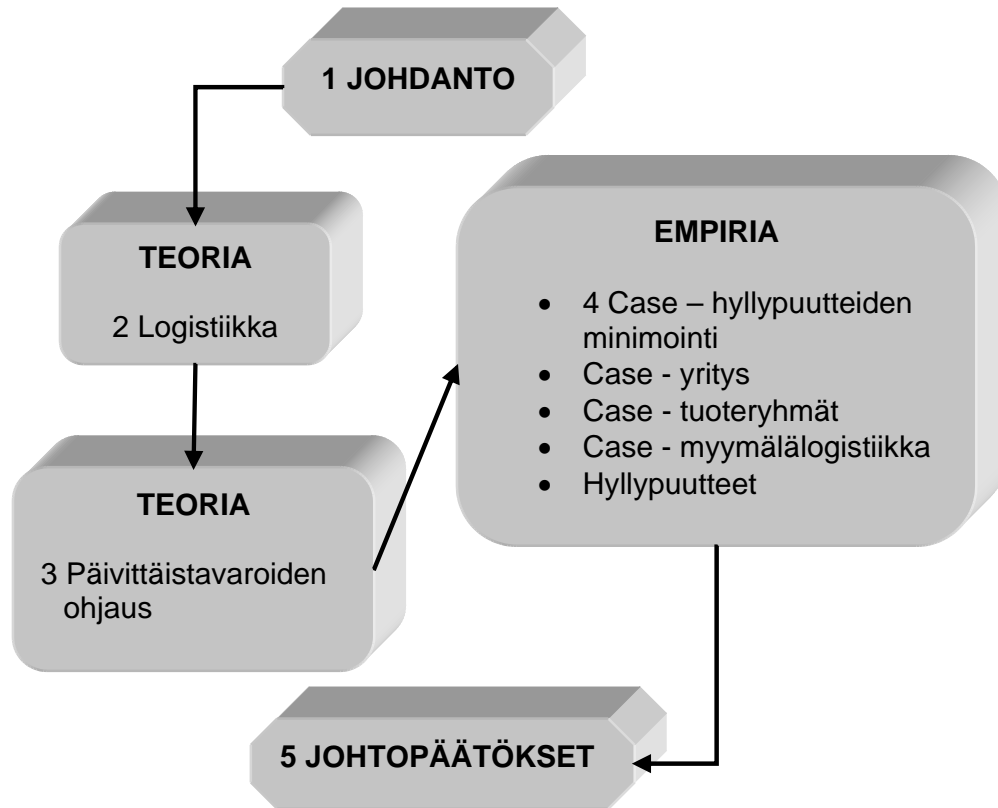 1 JOHDANTO
TEORIA
2 Logistiikka
TEORIA
3 Päivittäistavaroiden
ohjaus
EMPIRIA
• 4 Case – hyllypuutteiden
minimointi
• Case - yritys
• Case - tuoteryhmät
• Case - myymälälogistiikka
• Hyllypuutteet
5 JOHTOPÄÄTÖKSET